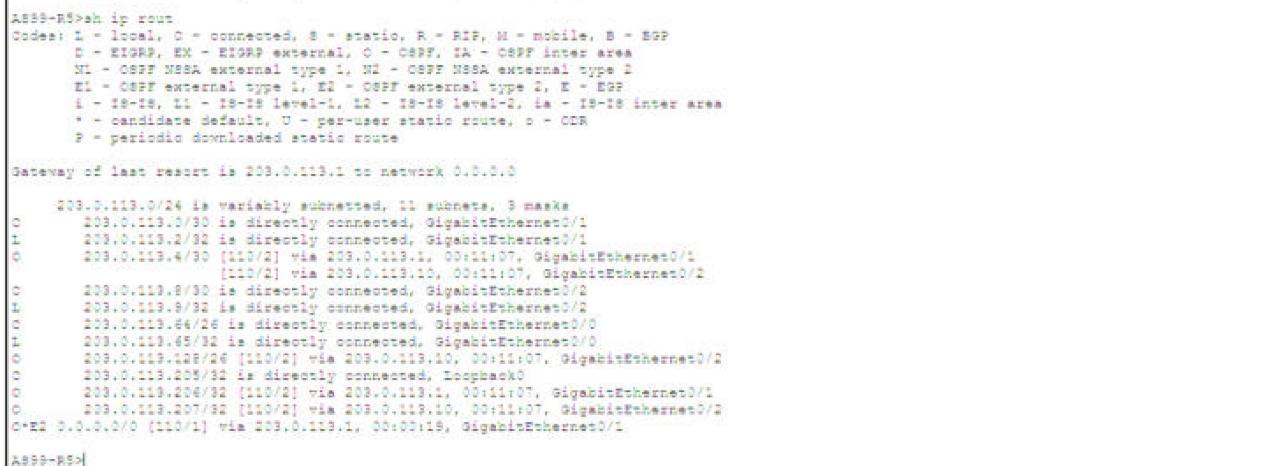 A899-R5>sh ip rout
Codes: L - local, C - connected, S - static, R - RIP, M - mobile, B - BGP
D - EIGRP, EX - EIGRP external, O - OSPF, IA - OSPF inter area
N1 - OSPF NSSA external type 1, N2 - OSPF NSSA external type 2
E1 - OSPF external type 1, E2 - OSPF external type 2, E - EGP
i - IS-IS, L1 - IS-IS level-1, L2 - IS-IS level-2, ia - IS-IS inter area
* - candidate default, U - per-user static route, o - ODR
P - periodic downloaded static route
Gateway of last resort is 203.0.113.1 to network 0.0.0.0
203.0.113.0/24 is variably subnetted, 11 subnets, 3 masks
C 203.0.113.0/30 is directly connected, GigabitEthernet0/1
L 203.0.113.2/32 is directly connected, GigabitEthernet0/1
O 203.0.113.4/30 [110/2] via 203.0.113.1, 00:11:07, GigabitEthernet0/1
[110/2] via 203.0.113.10, 00:11:07, GigabitEthernet0/2
C 203.0.113.8/30 is directly connected, GigabitEthernet0/2
L 203.0.113.9/32 is directly connected, GigabitEthernet0/2
C 203.0.113.64/26 is directly connected, GigabitEthernet0/0
L 203.0.113.65/32 is directly connected, GigabitEthernet0/0
O 203.0.113.128/26 [110/2] via 203.0.113.10, 00:11:07, GigabitEthernet0/2
C 203.0.113.205/32 is directly connected, Loopback0
O 203.0.113.206/32 [110/2] via 203.0.113.1, 00:11:07, GigabitEthernet0/1
O 203.0.113.207/32 [110/2] via 203.0.113.10, 00:11:07, GigabitEthernet0/2
O*E2 0.0.0.0/0 [110/1] via 203.0.113.1, 00:00:19, GigabitEthernet0/1
A899-R5>